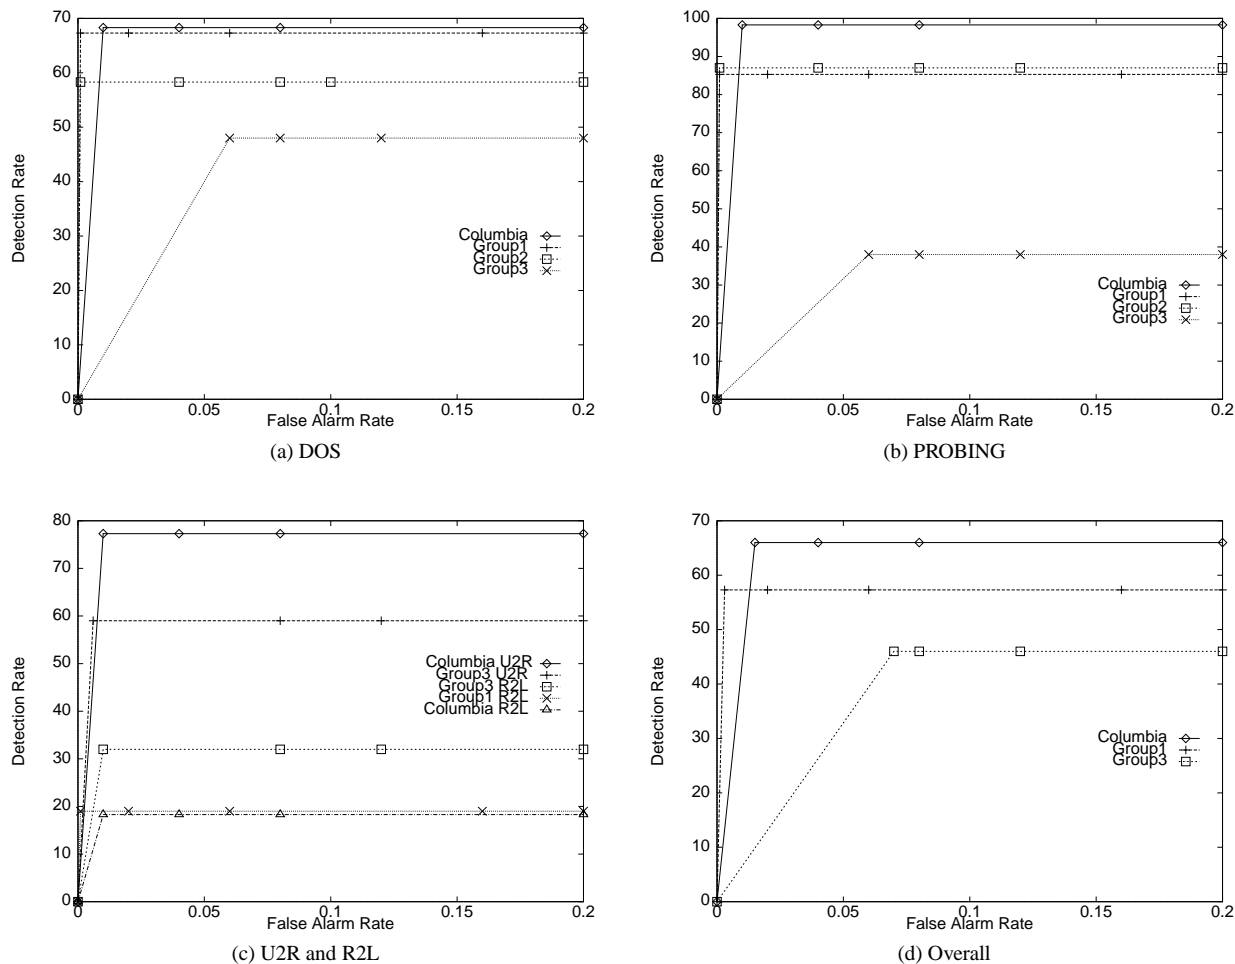 70
60
50
40
30
20
10
0
Detection Rate
Columbia
Group1
Group2
Group3
0 0.05 0.1 0.15 0.2
False Alarm Rate
(a) DOS
100
90
80
70
60
50
40
30
20
10
0
Detection Rate
Columbia
Group1
Group2
Group3
0 0.05 0.1 0.15 0.2
False Alarm Rate
(b) PROBING
80
70
60
50
40
30
20
10
0
Detection Rate
Columbia U2R
Group3 U2R
Group3 R2L
Group1 R2L
Columbia R2L
0 0.05 0.1 0.15 0.2
False Alarm Rate
(c) U2R and R2L
70
60
50
40
30
20
10
0
Detection Rate
Columbia
Group1
Group3
0 0.05 0.1 0.15 0.2
False Alarm Rate
(d) Overall